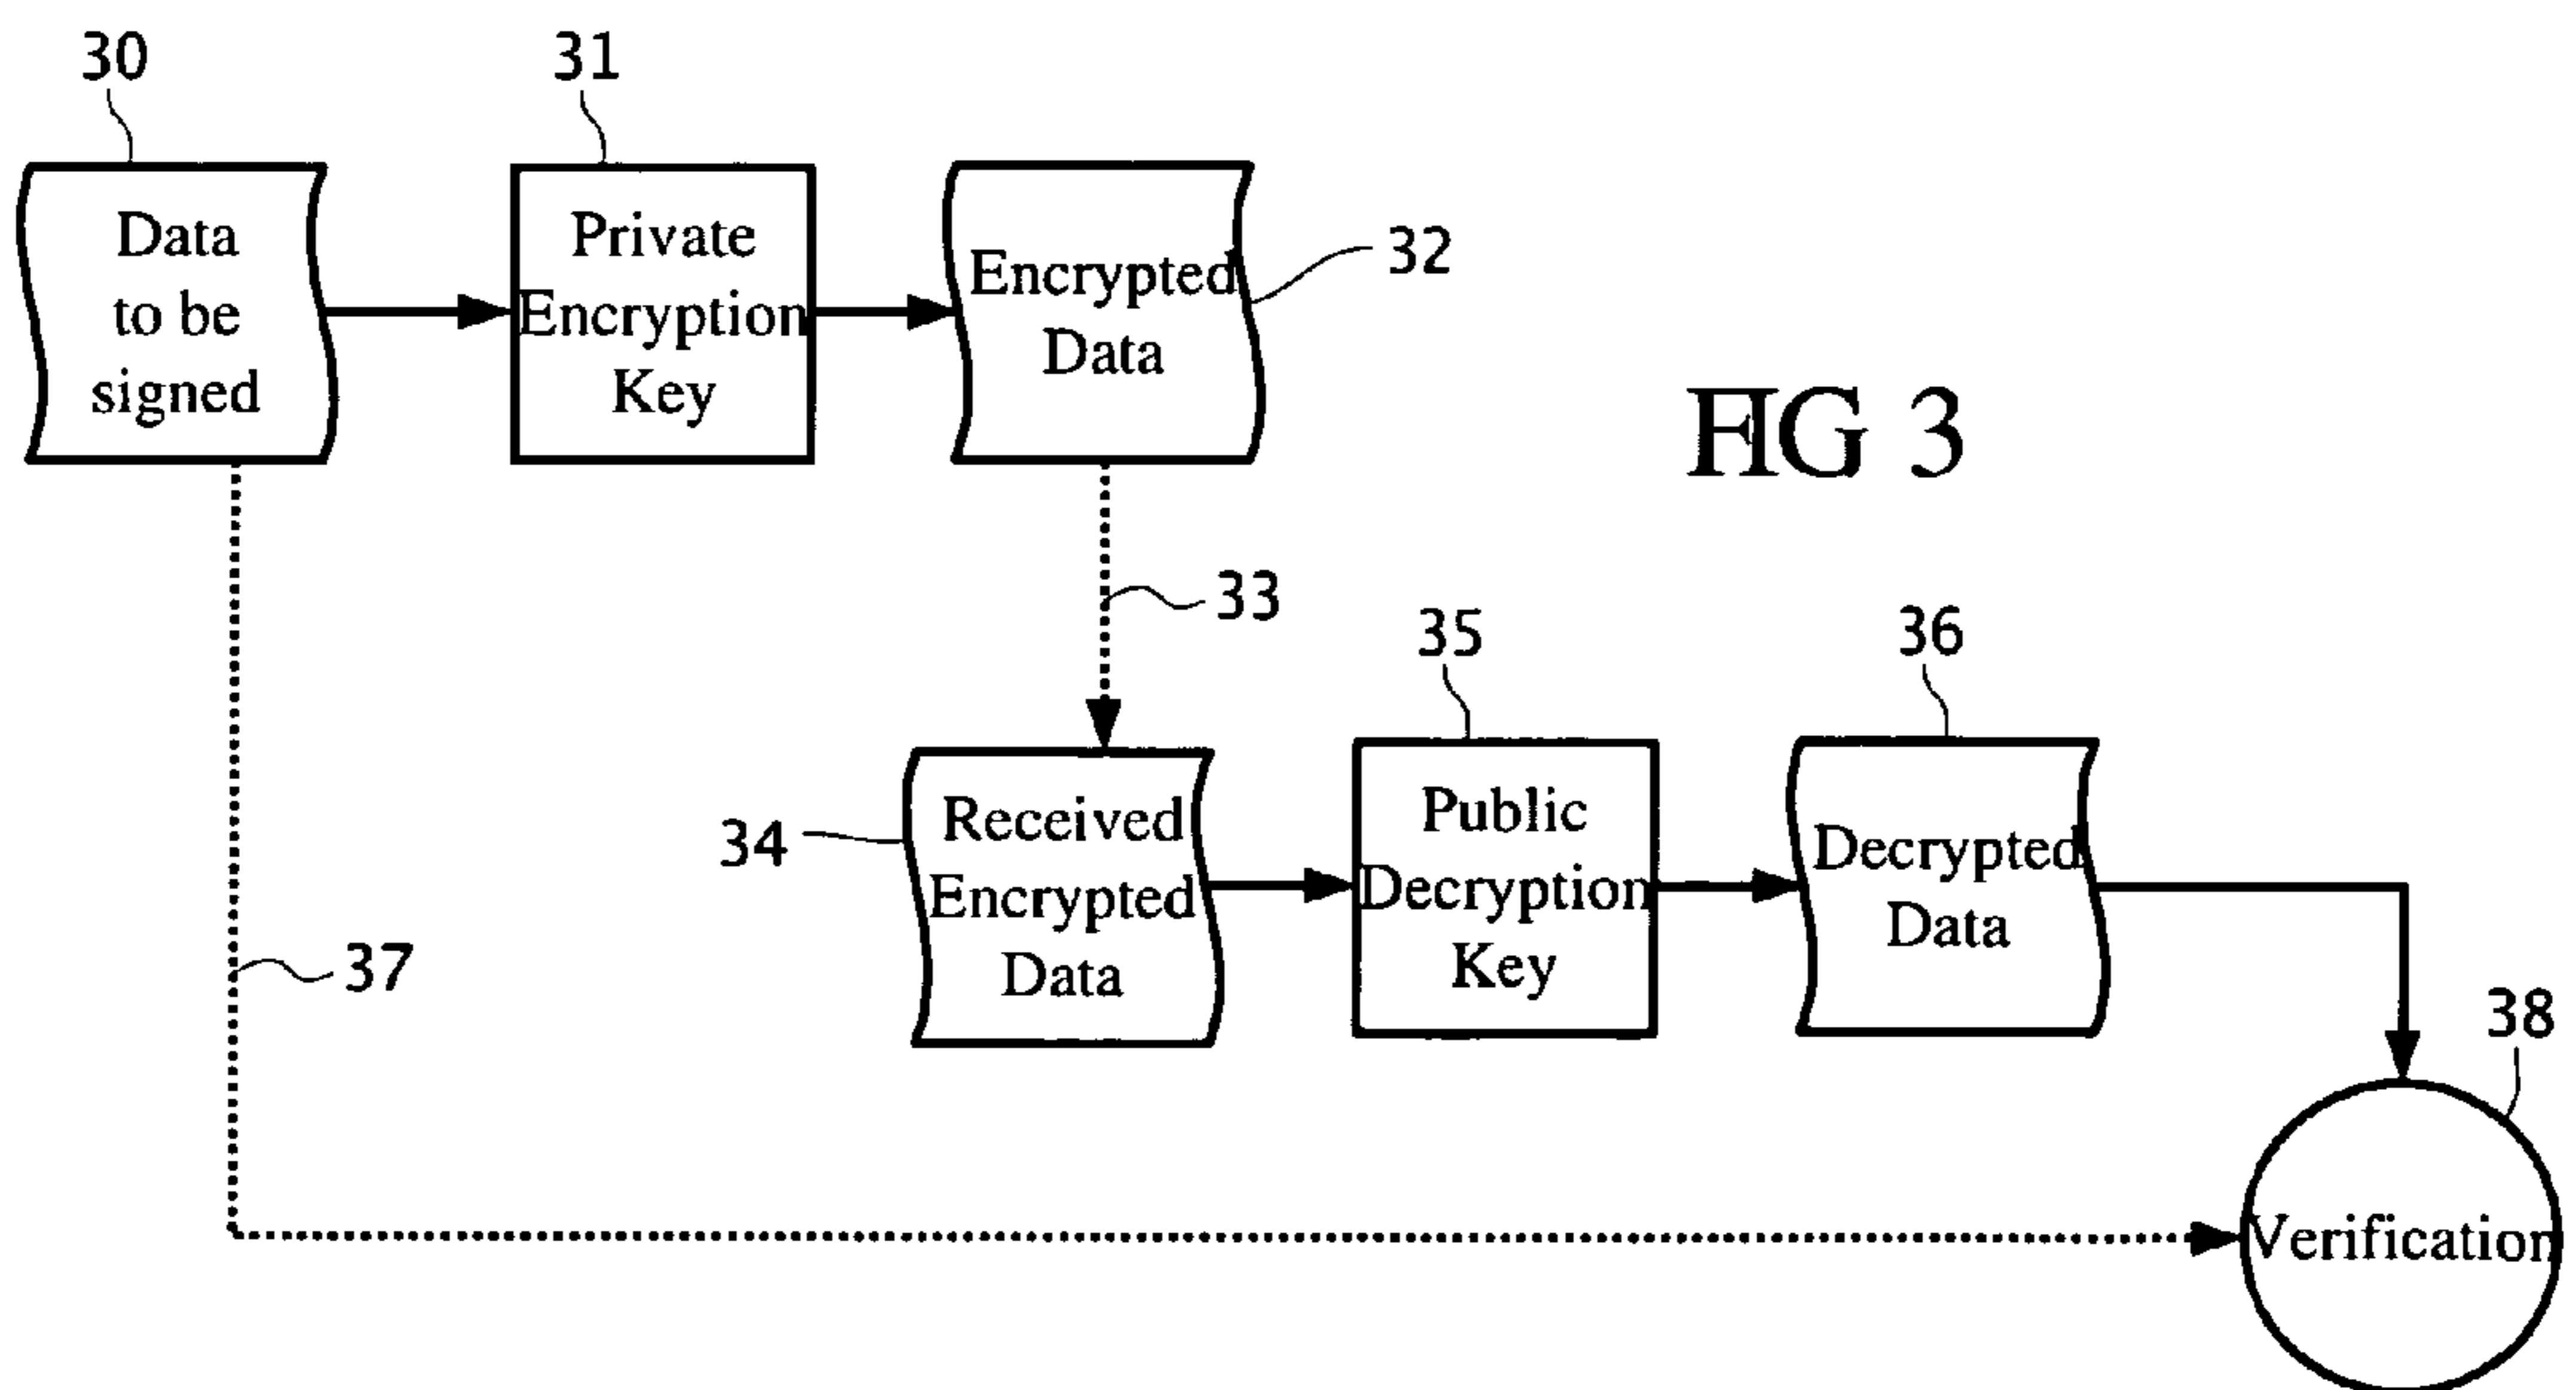 30
31
Data
to be
signed
Private
Encryption
Key
Encrypted
Data
32
FIG 3
33
35
36
34
Received
Encrypted
Data
Public
Decryption
Key
Decrypted
Data
37
38
Verification